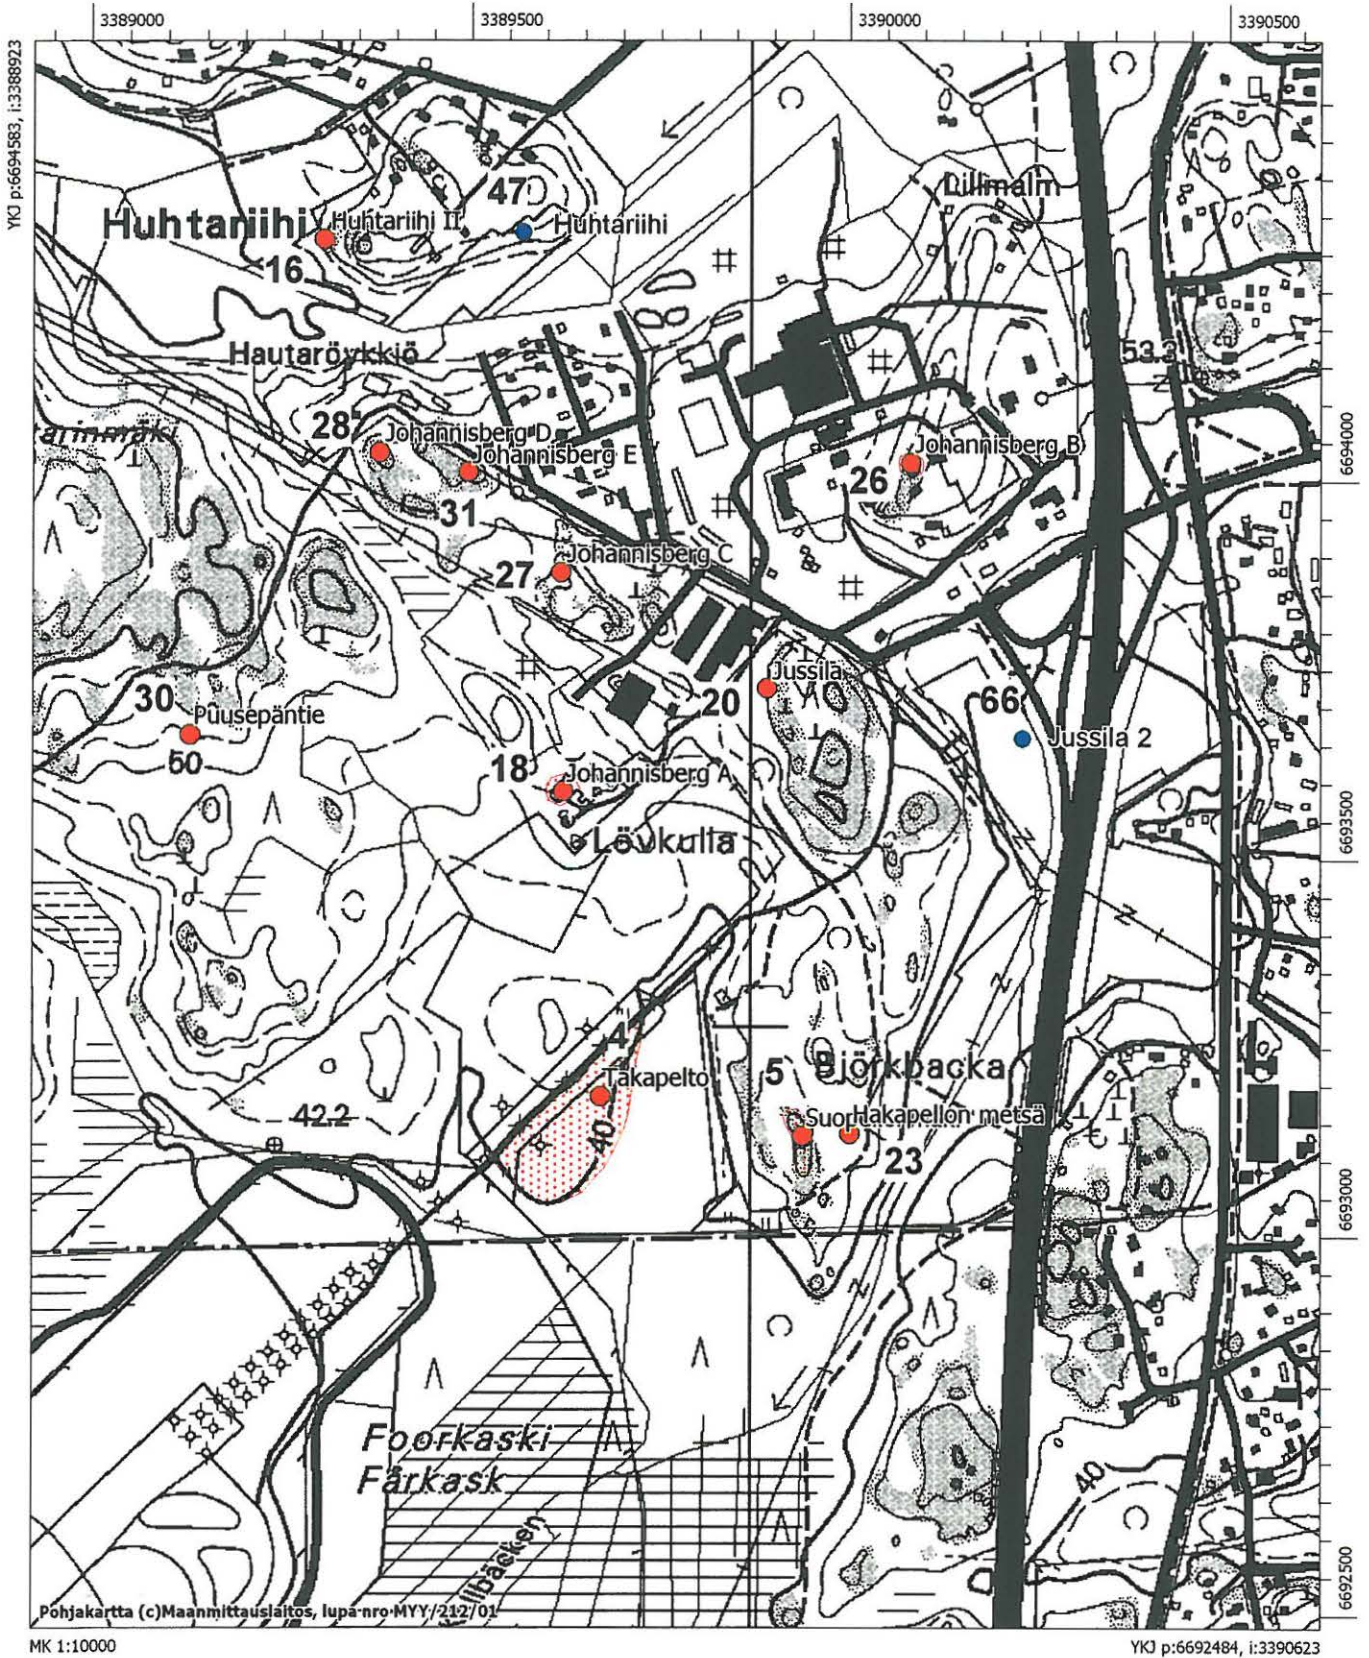 3389000
3389500
3390000
3390500
YKJ p:6694583, i:3388923
Lillmalm
47
Huhtariihi
Huhtariihi II
Huhtariihi
16
Hautaröykkiö
53.3
28
Johannisberg D
Johannisberg E
Johannisberg B
6694000
26
31
Johannisberg C
27
30
Puusepäntie
50
20
Jussila
66
Jussila 2
18
Johannisberg A
Lövkulla
6693500
4
Takapelto
5
Björkbacka
42.2
40
Hakapellon metsä
23
6693000
Foorkaski
Fårkask
40
6692500
Pohjakartta (c)Maanmittauslaitos, lupa-nro MYY/212/01
MK 1:10000
YKJ p:6692484, i:3390623